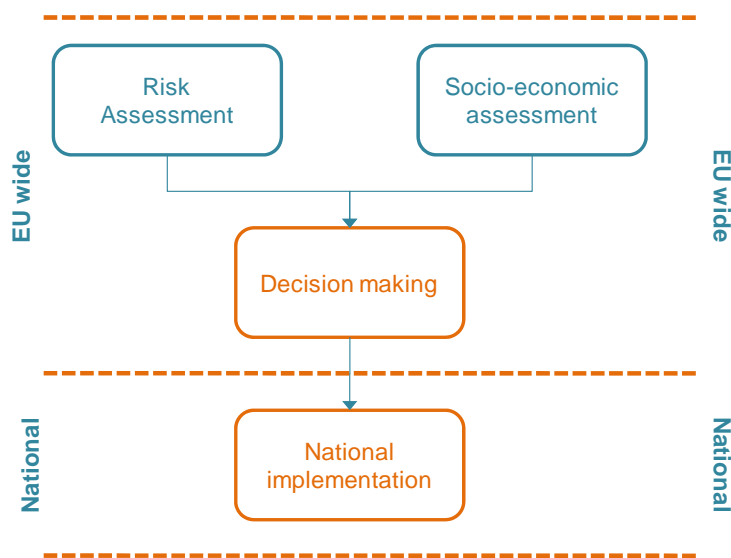 Risk
Assessment
Socio-economic
assessment
EU wide
EU wide
Decision making
National
implementation
National
National